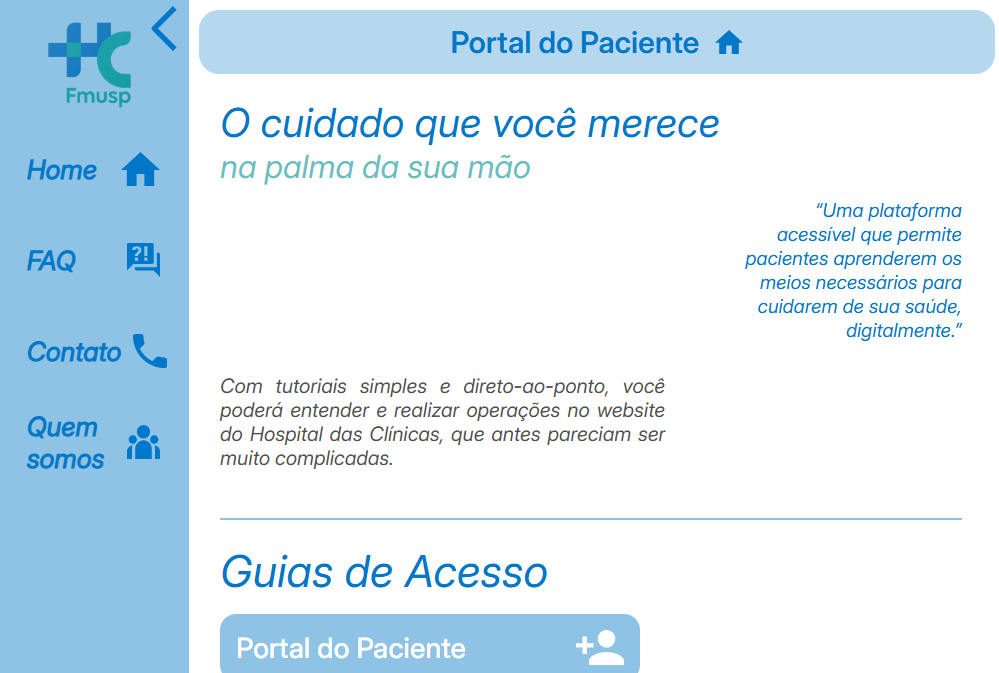 Fmusp
Home
FAQ
?!
Contato
Quem
somos
Portal do Paciente
O cuidado que você merece
na palma da sua mão
“Uma plataforma
acessível que permite
pacientes aprenderem os
meios necessários para
cuidarem de sua saúde,
digitalmente.”
Com tutoriais simples e direto-ao-ponto, você
poderá entender e realizar operações no website
do Hospital das Clínicas, que antes pareciam ser
muito complicadas.
Guias de Acesso
Portal do Paciente